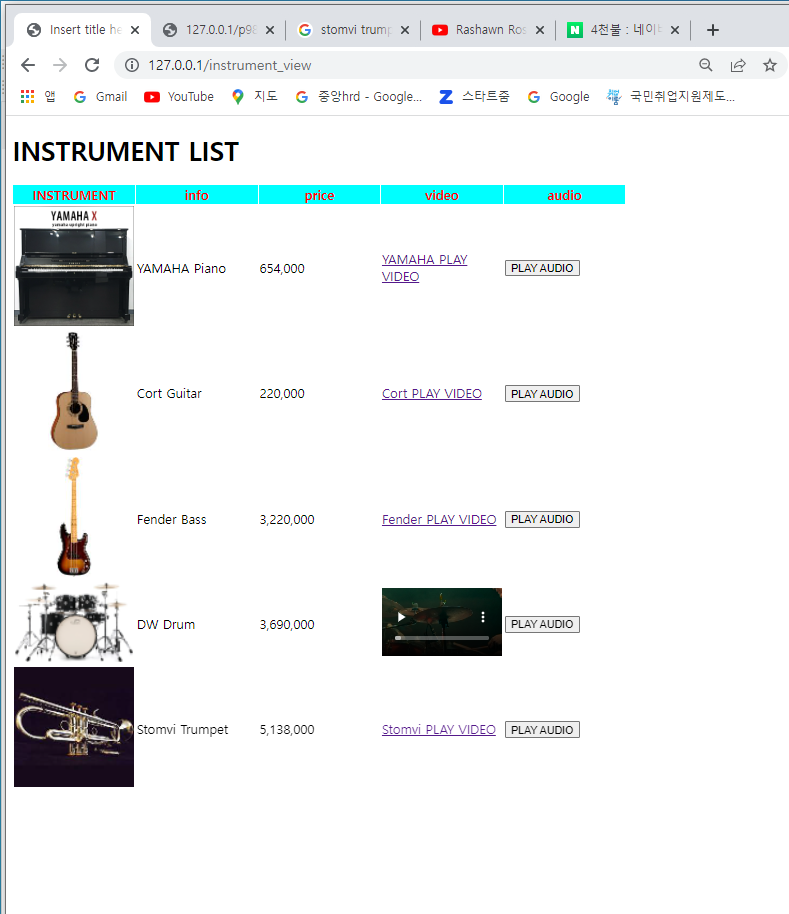 Insert title he
127.0.0.1/p98
stomvi trump
Rashawn Ros
4천불 : 네이버
127.0.0.1/instrument_view
앱 Gmail YouTube 지도 중앙hrd - Google... 스타트줌 Google 국민취업지원제도...
INSTRUMENT LIST
INSTRUMENT info price video audio
YAMAHA X
yamaha upright piano
YAMAHA Piano 654,000 YAMAHA PLAY VIDEO PLAY AUDIO
Cort Guitar 220,000 Cort PLAY VIDEO PLAY AUDIO
Fender Bass 3,220,000 Fender PLAY VIDEO PLAY AUDIO
DW Drum 3,690,000 PLAY AUDIO
Stomvi Trumpet 5,138,000 Stomvi PLAY VIDEO PLAY AUDIO